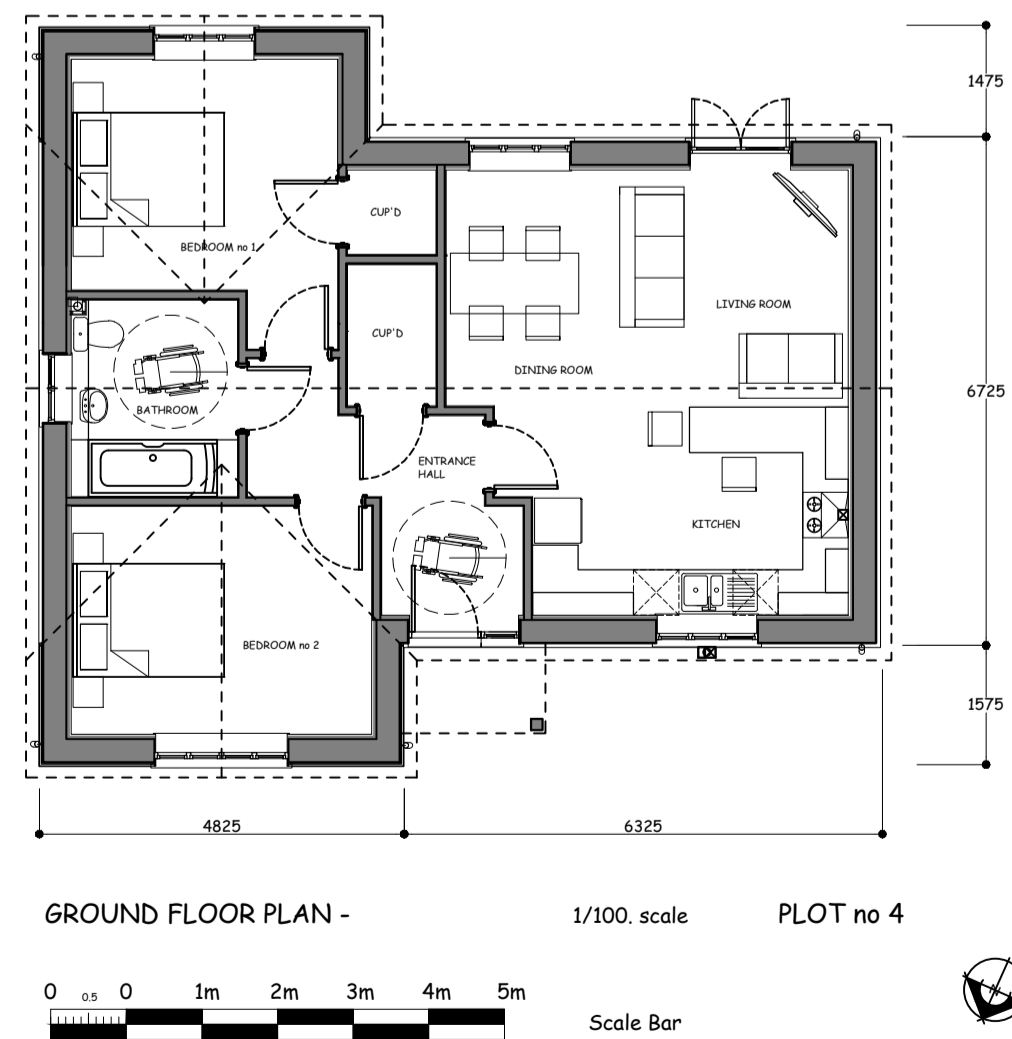 1475
CUP'D
BEDROOM no 1
LIVING ROOM
CUP'D
DINING ROOM
6725
BATHROOM
ENTRANCE
HALL
KITCHEN
BEDROOM no 2
1575
4825
6325
GROUND FLOOR PLAN -
1/100. scale
PLOT no 4
0 0.5 0 1m 2m 3m 4m 5m
Scale Bar
N